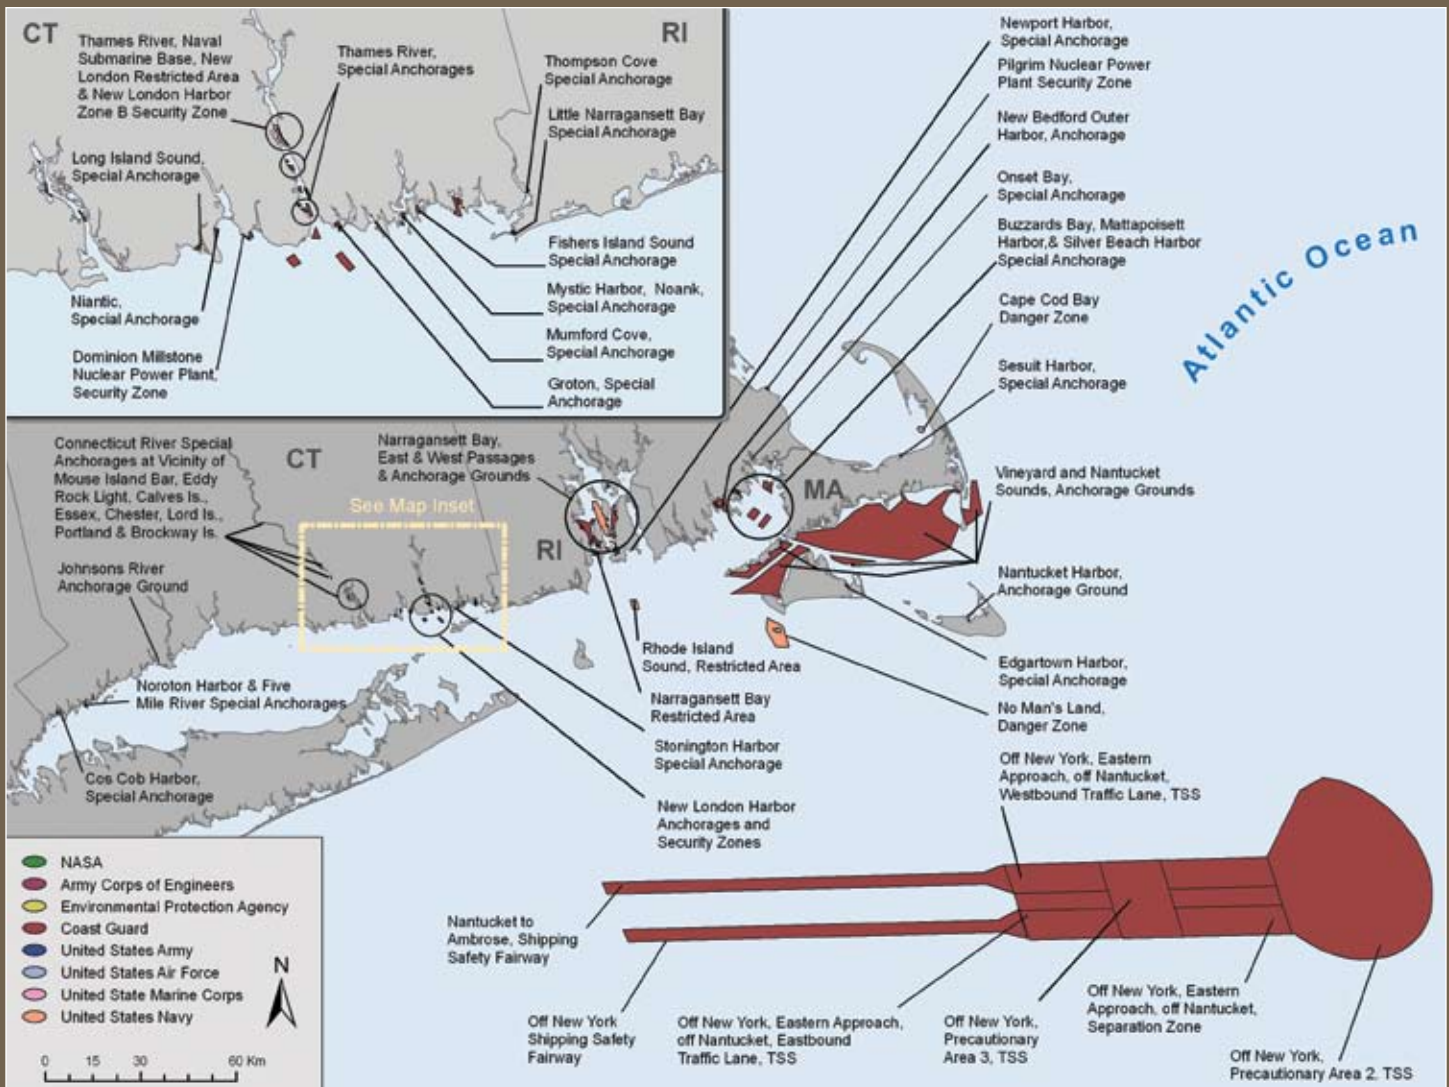 CT
RI
Thames River, Naval
Submarine Base, New
London Restricted Area
& New London Harbor
Zone B Security Zone
Thames River,
Special Anchorages
Thompson Cove
Special Anchorage
Little Narragansett Bay
Special Anchorage
Long Island Sound,
Special Anchorage
Fishers Island Sound
Special Anchorage
Mystic Harbor, Noank,
Special Anchorage
Mumford Cove,
Special Anchorage
Groton, Special
Anchorage
Niantic,
Special Anchorage
Dominion Millstone
Nuclear Power Plant,
Security Zone
Newport Harbor,
Special Anchorage
Pilgrim Nuclear Power
Plant Security Zone
New Bedford Outer
Harbor, Anchorage
Onset Bay,
Special Anchorage
Buzzards Bay, Mattapoisett
Harbor,& Silver Beach Harbor
Special Anchorage
Cape Cod Bay
Danger Zone
Sesuit Harbor,
Special Anchorage
Atlantic Ocean
Connecticut River Special
Anchorages at Vicinity of
Mouse Island Bar, Eddy
Rock Light, Calves Is.,
Essex, Chester, Lord Is.,
Portland & Brockway Is.
CT
Narragansett Bay,
East & West Passages
& Anchorage Grounds
See Map Inset
RI
MA
Vineyard and Nantucket
Sounds, Anchorage Grounds
Johnsons River
Anchorage Ground
Nantucket Harbor,
Anchorage Ground
Rhode Island
Sound, Restricted Area
Edgartown Harbor,
Special Anchorage
Noroton Harbor & Five
Mile River Special Anchorages
Narragansett Bay
Restricted Area
No Man's Land,
Danger Zone
Stonington Harbor
Special Anchorage
Cos Cob Harbor,
Special Anchorage
New London Harbor
Anchorages and
Security Zones
Off New York, Eastern
Approach, off Nantucket,
Westbound Traffic Lane, TSS
NASA
Army Corps of Engineers
Environmental Protection Agency
Coast Guard
United States Army
United States Air Force
United State Marine Corps
United States Navy
N
0 15 30 60 Km
Nantucket to
Ambrose, Shipping
Safety Fairway
Off New York
Shipping Safety
Fairway
Off New York, Eastern Approach,
off Nantucket, Eastbound
Traffic Lane, TSS
Off New York,
Precautionary
Area 3, TSS
Off New York, Eastern
Approach, off Nantucket,
Separation Zone
Off New York,
Precautionary Area 2, TSS